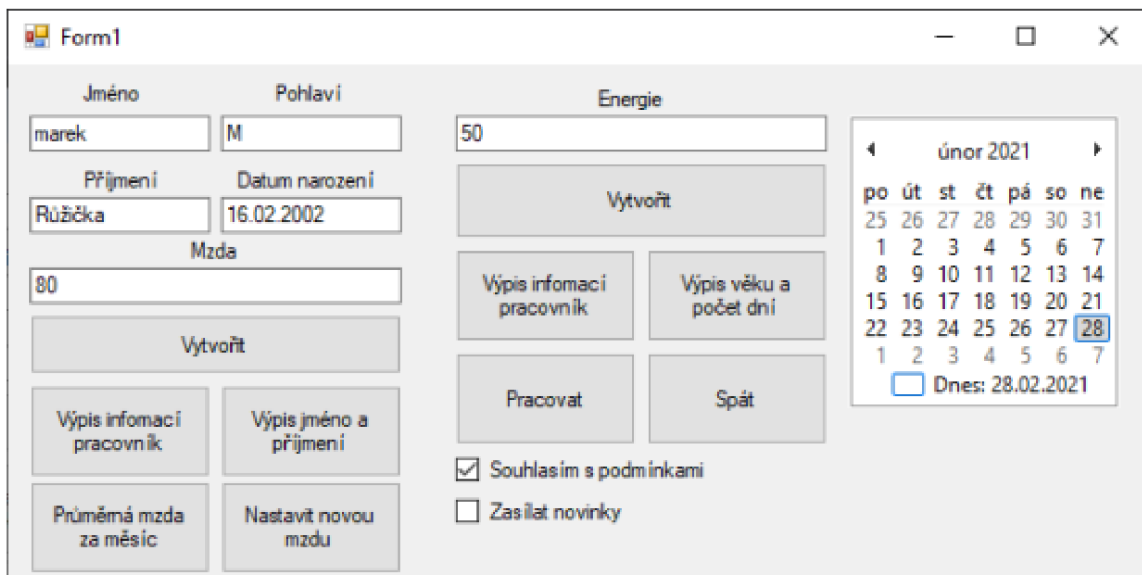 Form1
Jméno Pohlaví
marek M
Příjmení Datum narození
Růžička 16.02.2002
Mzda
80
Vytvořit
Výpis infomací
pracovník
Výpis jméno a
příjmení
Průměrná mzda
za měsíc
Nastavit novou
mzdu
Energie
50
Vytvořit
Výpis infomací
pracovník
Výpis věku a
počet dní
Pracovat
Spát
Souhlasím s podmínkami
Zasílat novinky
únor 2021
po út st čt pá so ne
25 26 27 28 29 30 31
1 2 3 4 5 6 7
8 9 10 11 12 13 14
15 16 17 18 19 20 21
22 23 24 25 26 27 28
1 2 3 4 5 6 7
Dnes: 28.02.2021